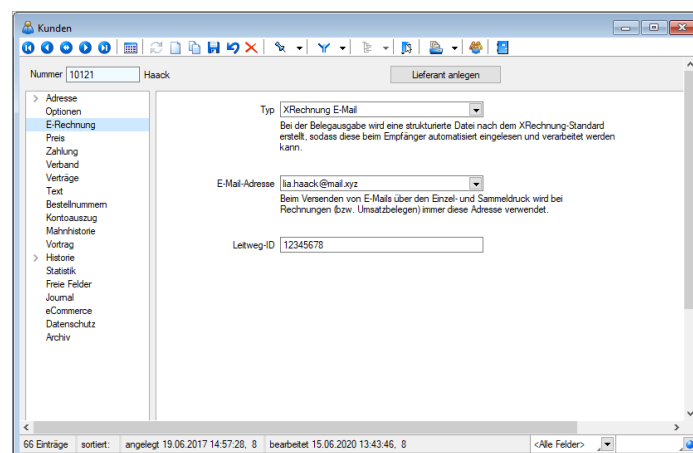 Kunden
Nummer 10121 Haack Lieferant anlegen
Adresse
Optionen
E-Rechnung
Preis
Zahlung
Verband
Verträge
Text
Bestellnummern
Kontoauszug
Mahnhistorie
Vortrag
Historie
Statistik
Freie Felder
Journal
eCommerce
Datenschutz
Archiv
Typ XRechnung E-Mail
Bei der Belegausgabe wird eine strukturierte Datei nach dem XRechnung-Standard
erstellt, sodass diese beim Empfänger automatisiert eingelesen und verarbeitet werden
kann.
E-Mail-Adresse lia.haack@mail.xyz
Beim Versenden von E-Mails über den Einzel- und Sammeldruck wird bei
Rechnungen (bzw. Umsatzbelegen) immer diese Adresse verwendet.
Leitweg-ID 12345678
66 Einträge sortiert: angelegt 19.06.2017 14:57:28, 8 bearbeitet 15.06.2020 13:43:46, 8 <Alle Felder>